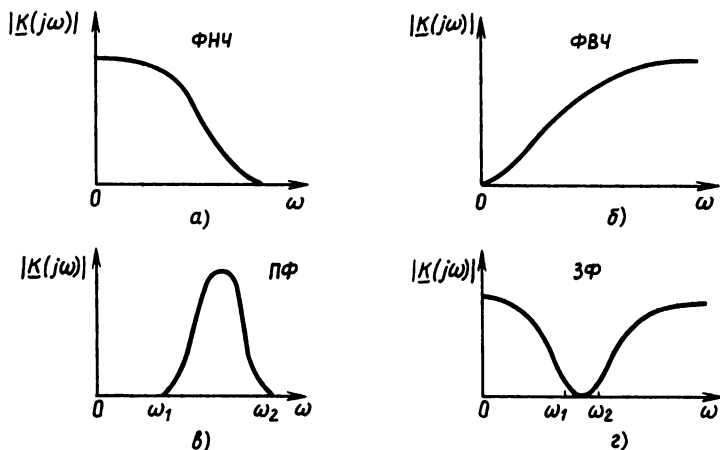 |K(jω)|
ФНЧ
0
ω
а)
|K(jω)|
ФВЧ
0
ω
б)
|K(jω)|
ПФ
0
ω₁
ω₂
ω
в)
|K(jω)|
ЗФ
0
ω₁
ω₂
ω
г)